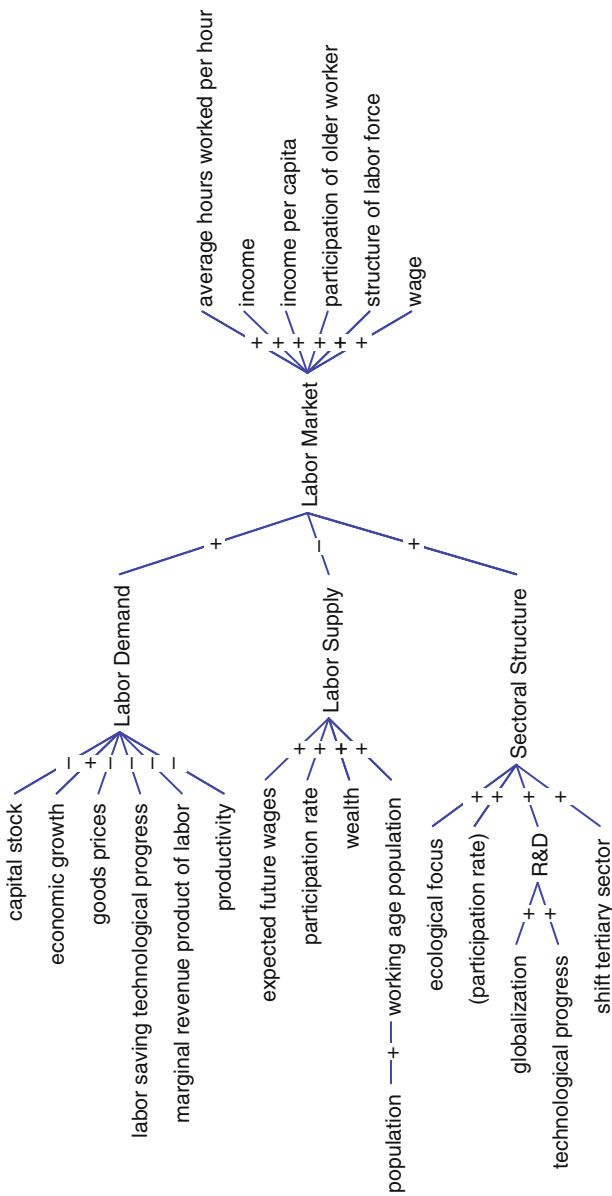 capital stock
economic growth
goods prices
labor saving technological progress
marginal revenue product of labor
productivity
– + – – – –
Labor Demand
expected future wages
participation rate
wealth
population – + – working age population
+ + + +
Labor Supply
ecological focus
(participation rate)
globalization
technological progress
+ +
R&D
shift tertiary sector
+ + + +
Sectoral Structure
+ – +
Labor Market
+ + + + + +
average hours worked per hour
income
income per capita
participation of older worker
structure of labor force
wage